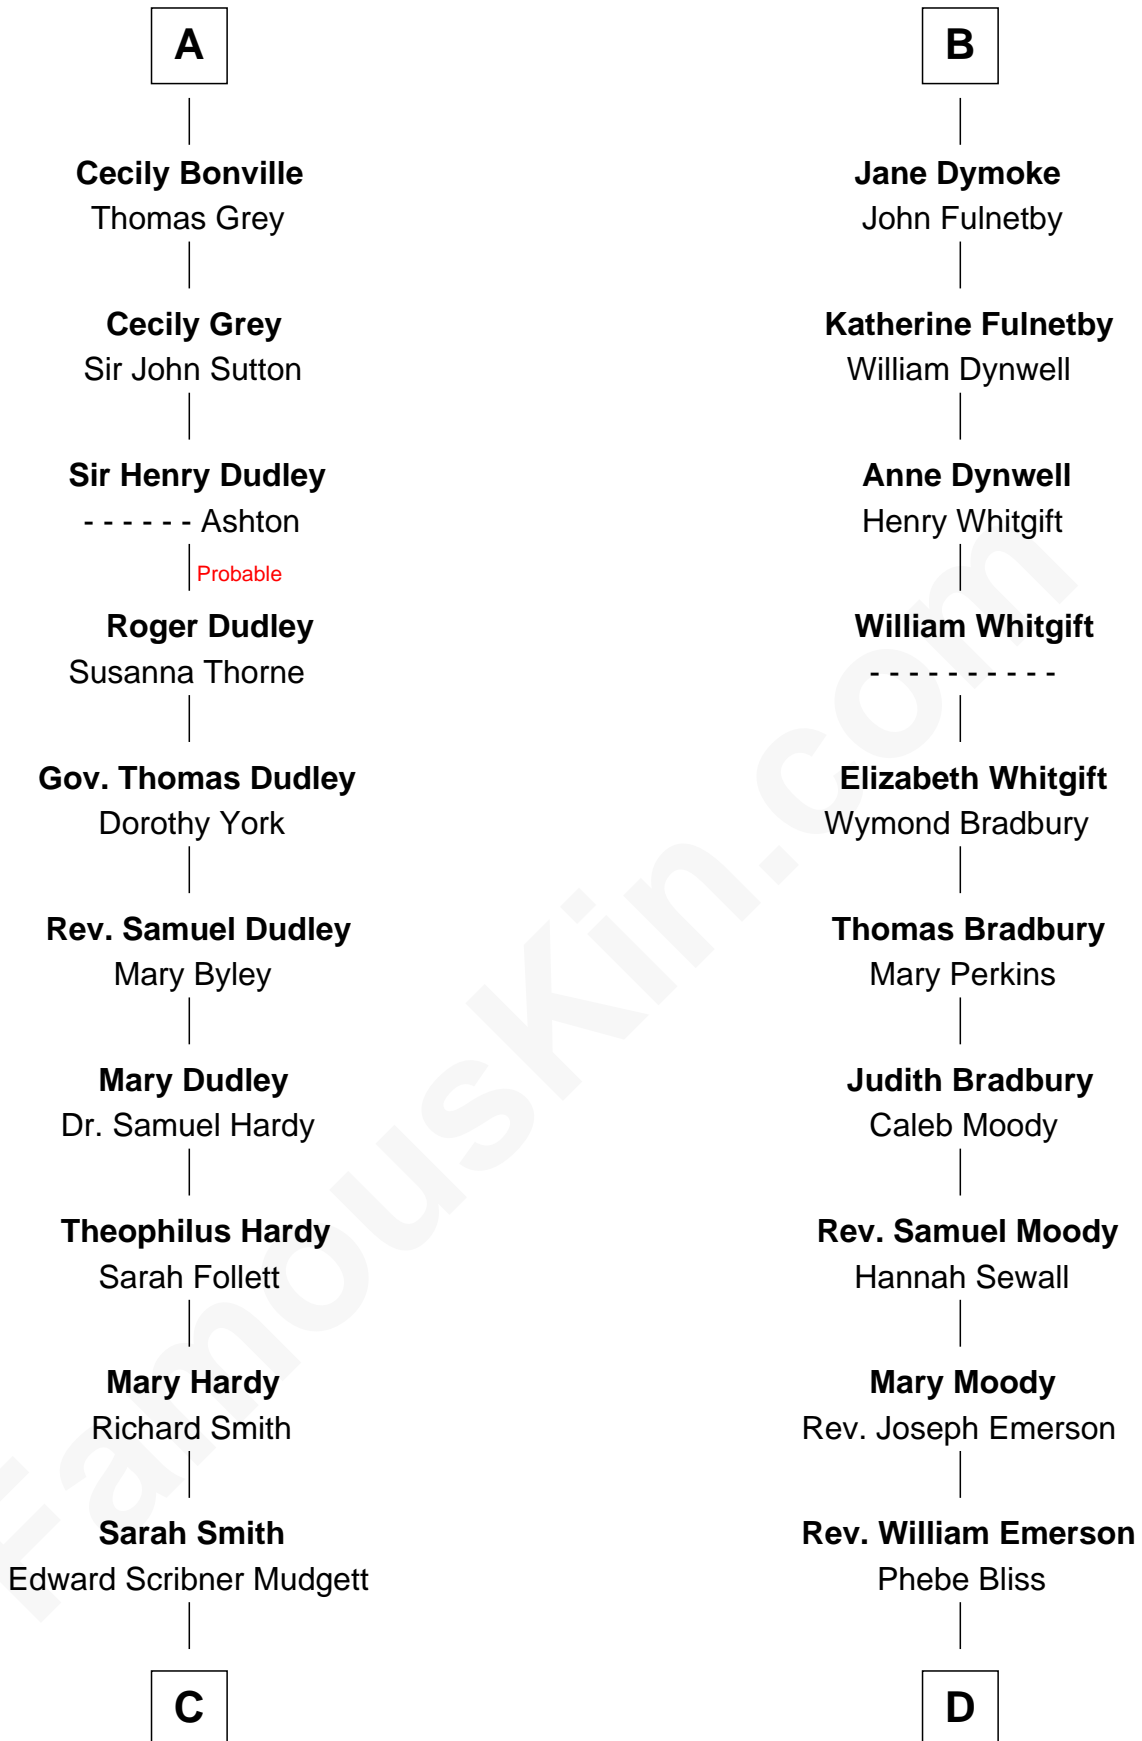 A
Cecily Bonville
Thomas Grey
Cecily Grey
Sir John Sutton
Sir Henry Dudley
- - - - - - Ashton
Probable
Roger Dudley
Susanna Thorne
Gov. Thomas Dudley
Dorothy York
Rev. Samuel Dudley
Mary Byley
Mary Dudley
Dr. Samuel Hardy
Theophilus Hardy
Sarah Follett
Mary Hardy
Richard Smith
Sarah Smith
Edward Scribner Mudgett
C
B
Jane Dymoke
John Fulnetby
Katherine Fulnetby
William Dynwell
Anne Dynwell
Henry Whitgift
William Whitgift
- - - - - - - - - -
Elizabeth Whitgift
Wymond Bradbury
Thomas Bradbury
Mary Perkins
Judith Bradbury
Caleb Moody
Rev. Samuel Moody
Hannah Sewall
Mary Moody
Rev. Joseph Emerson
Rev. William Emerson
Phebe Bliss
D
FamousKin.com